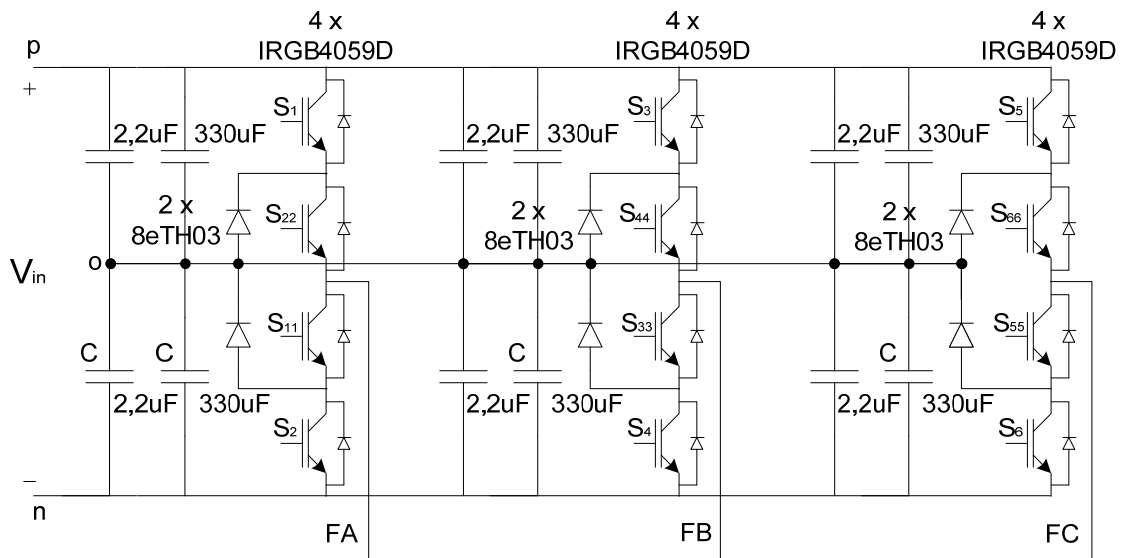 4 x
IRGB4059D
4 x
IRGB4059D
4 x
IRGB4059D
p
+
S1
S3
S5
2,2uF
330uF
2,2uF
330uF
2,2uF
330uF
2 x
8eTH03
S22
2 x
8eTH03
S44
2 x
8eTH03
S66
o
Vin
S11
S33
S55
C
C
C
C
2,2uF
330uF
2,2uF
330uF
2,2uF
330uF
S2
S4
S6
−
n
FA
FB
FC